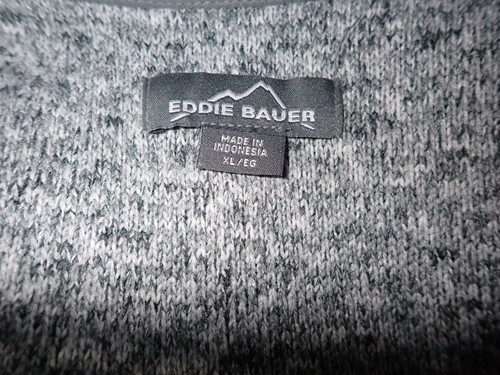 EDDIE BAUER
MADE IN
INDONESIA
XL/EG